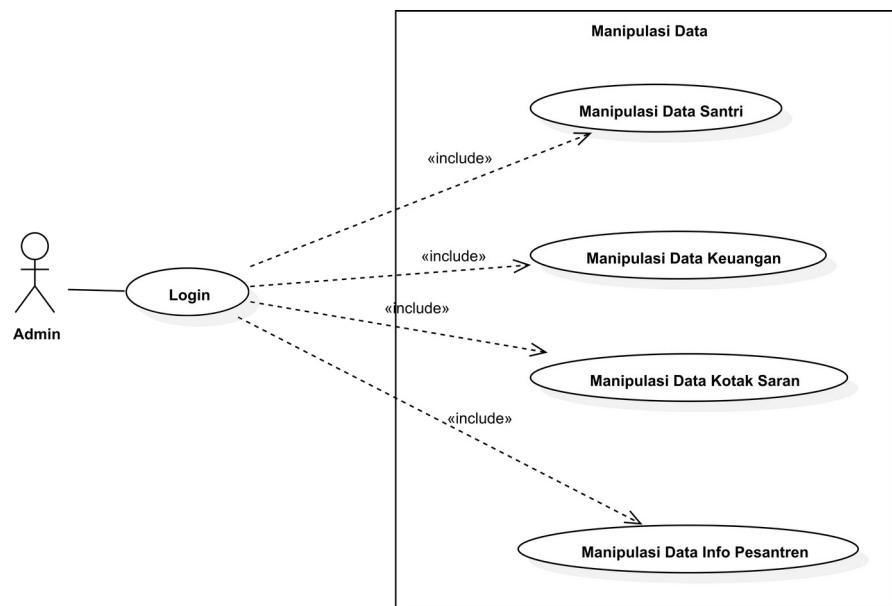 Manipulasi Data
Manipulasi Data Santri
«include»
Manipulasi Data Keuangan
«include»
Login
«include»
Admin
Manipulasi Data Kotak Saran
«include»
Manipulasi Data Info Pesantren